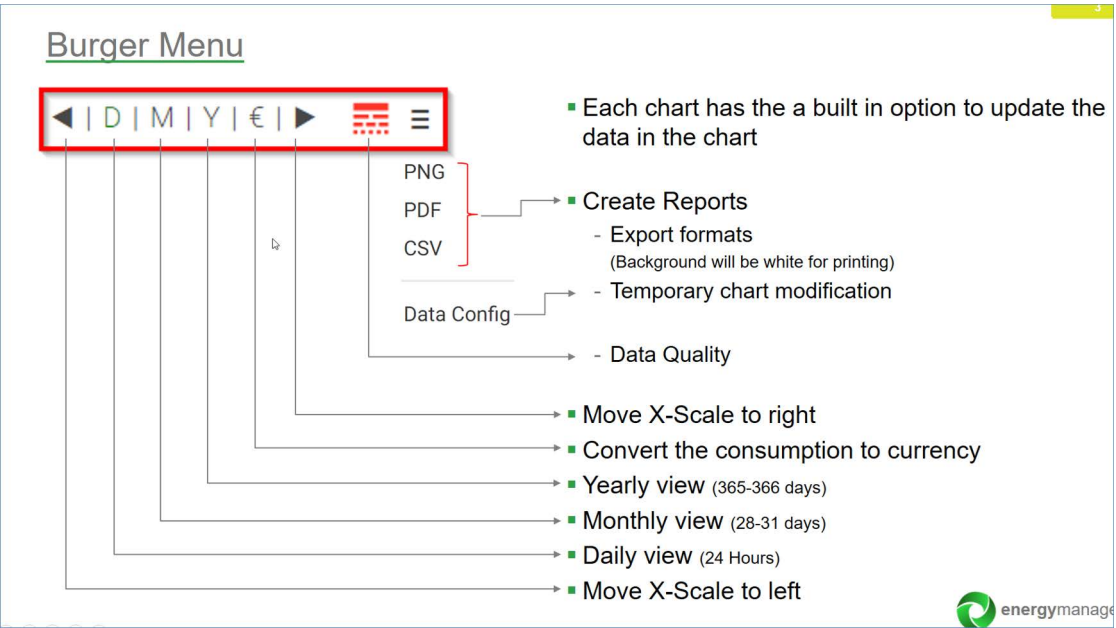 3
Burger Menu
◀ | D | M | Y | € | ▶ ☰
PNG
PDF
CSV
Data Config
▪ Each chart has the a built in option to update the
data in the chart
▪ Create Reports
- Export formats
(Background will be white for printing)
- Temporary chart modification
- Data Quality
▪ Move X-Scale to right
▪ Convert the consumption to currency
▪ Yearly view (365-366 days)
▪ Monthly view (28-31 days)
▪ Daily view (24 Hours)
▪ Move X-Scale to left
energymanage